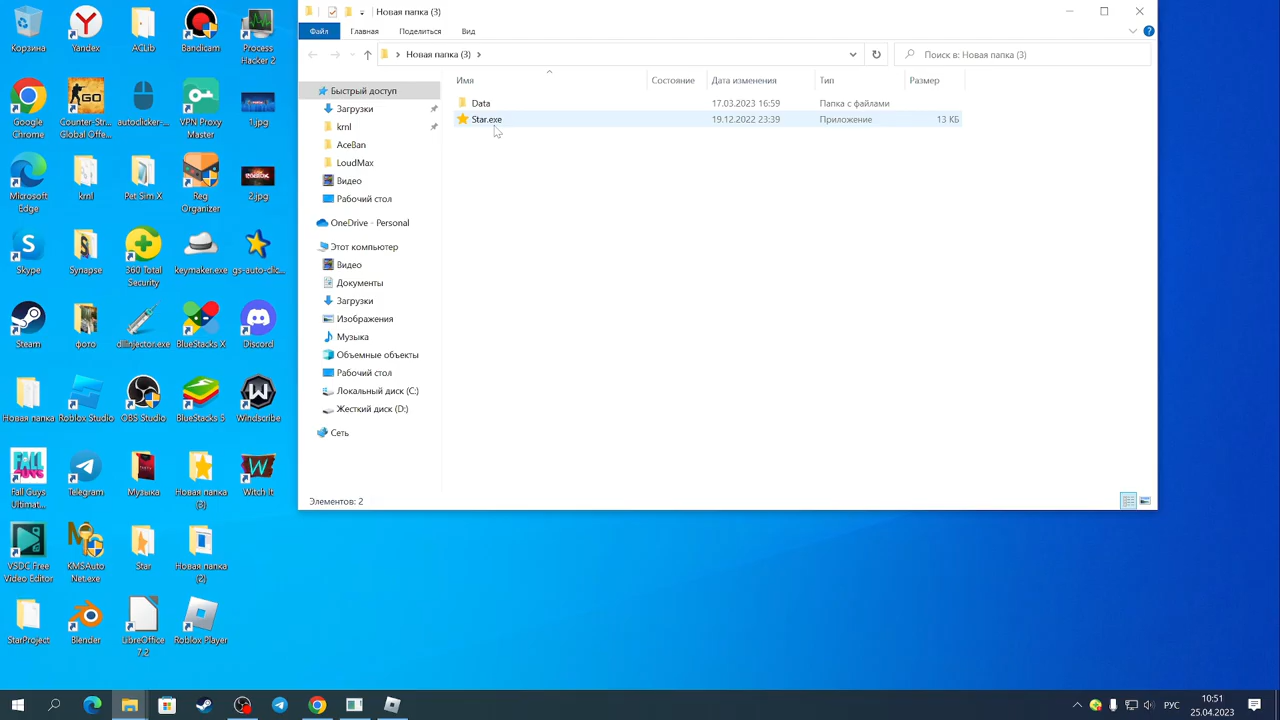 Новая папка (3)
Файл
Главная
Поделиться
Вид
Новая папка (3)
Поиск в: Новая папка (3)
Имя
Состояние
Дата изменения
Тип
Размер
Data
17.03.2023 16:59
Папка с файлами
Star.exe
19.12.2022 23:39
Приложение
13 КБ
Быстрый доступ
Загрузки
krnl
AceBan
LoudMax
Видео
Рабочий стол
OneDrive - Personal
Этот компьютер
Видео
Документы
Загрузки
Изображения
Музыка
Объемные объекты
Рабочий стол
Локальный диск (C:)
Жесткий диск (D:)
Сеть
Элементов: 2
Корзина
Yandex
ACLib
Bandicam
Process
Hacker 2
Google
Chrome
Counter-Str...
Global Offe...
autoclicker-...
VPN Proxy
Master
1.jpg
Microsoft
Edge
krnl
Pet Sim X
Reg
Organizer
2.jpg
Skype
Synapse
360 Total
Security
keymaker.exe
gs-auto-clic...
Steam
фото
dllinjector.exe
BlueStacks X
Discord
Новая папка
Roblox Studio
OBS Studio
BlueStacks 5
Windscribe
Fall Guys
Ultimat...
Telegram
Музыка
Новая папка
(3)
Witch It
VSDC Free
Video Editor
KMSAuto
Net.exe
Star
Новая папка
(2)
StarProject
Blender
LibreOffice
7.2
Roblox Player
РУС
10:51
25.04.2023